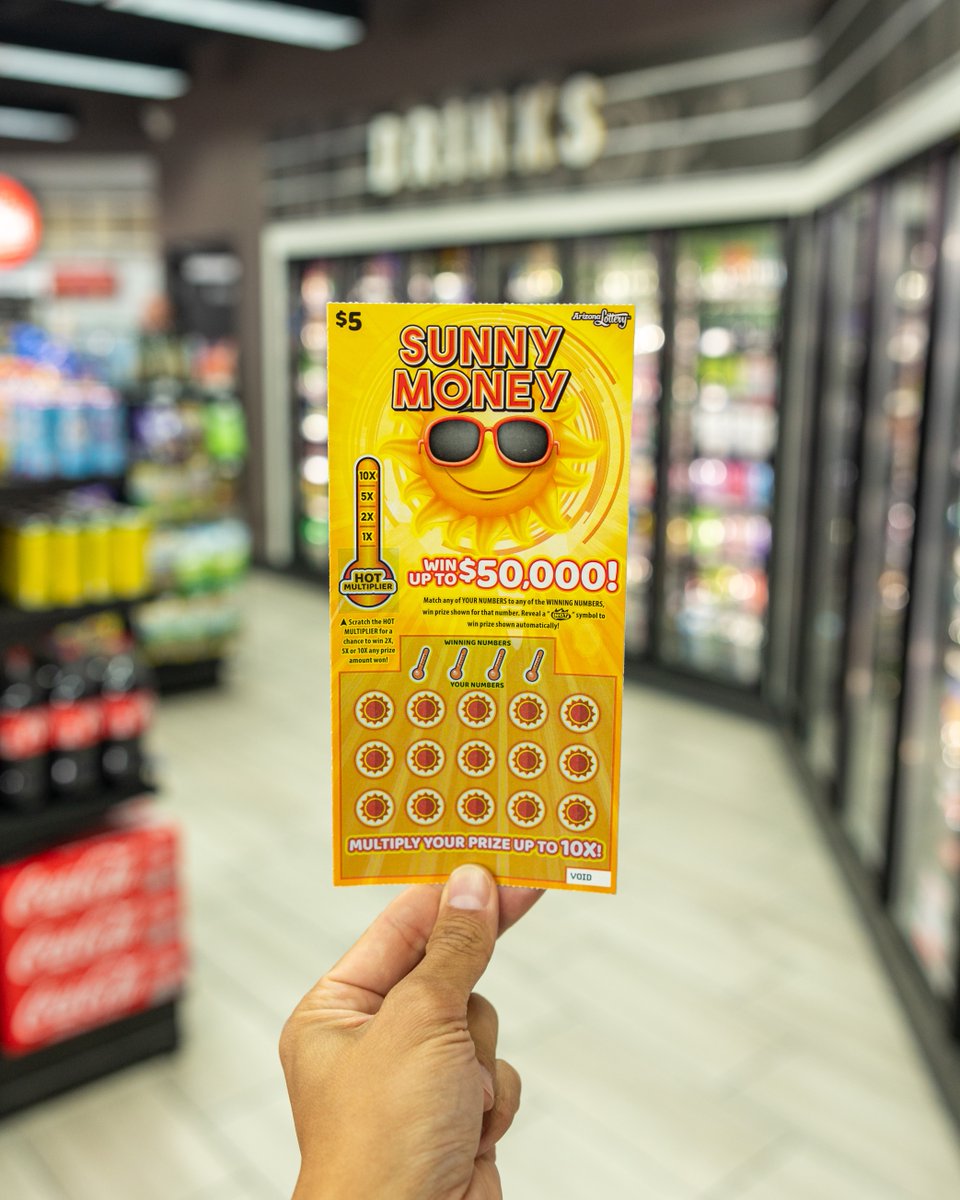 DRINKS
$5
Arizona Lottery
SUNNY
MONEY
10X
5X
2X
1X
HOT
MULTIPLIER
WIN
UP TO $50,000!
Match any of YOUR NUMBERS to any of the WINNING NUMBERS,
win prize shown for that number. Reveal a " " symbol to
win prize shown automatically!
▲ Scratch the HOT
MULTIPLIER for a
chance to win 2X,
5X or 10X any prize
amount won!
WINNING NUMBERS
YOUR NUMBERS
MULTIPLY YOUR PRIZE UP TO 10X!
VOID
Coca-Cola
Coca-Cola
Coca-Cola